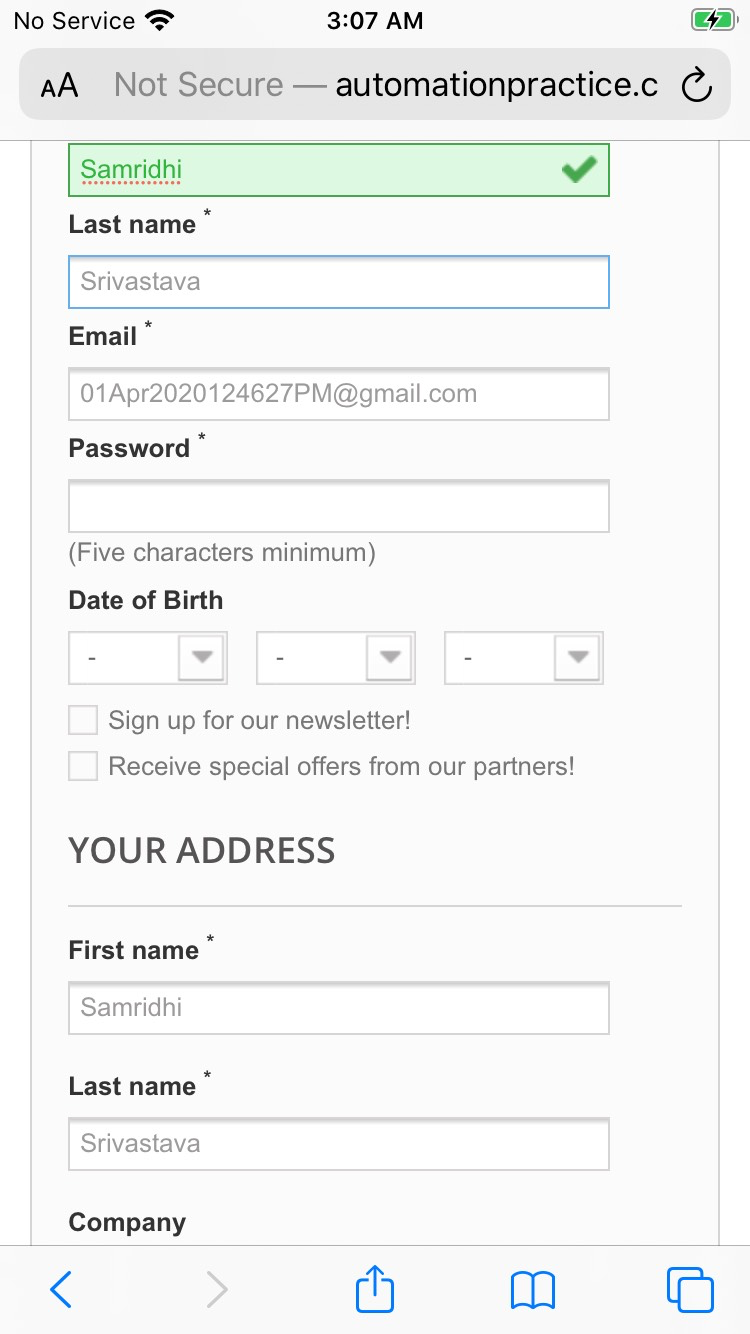 No Service 3:07 AM
AA Not Secure — automationpractice.c
Samridhi
Last name *
Srivastava
Email *
01Apr2020124627PM@gmail.com
Password *
(Five characters minimum)
Date of Birth
- - -
Sign up for our newsletter!
Receive special offers from our partners!
YOUR ADDRESS
First name *
Samridhi
Last name *
Srivastava
Company